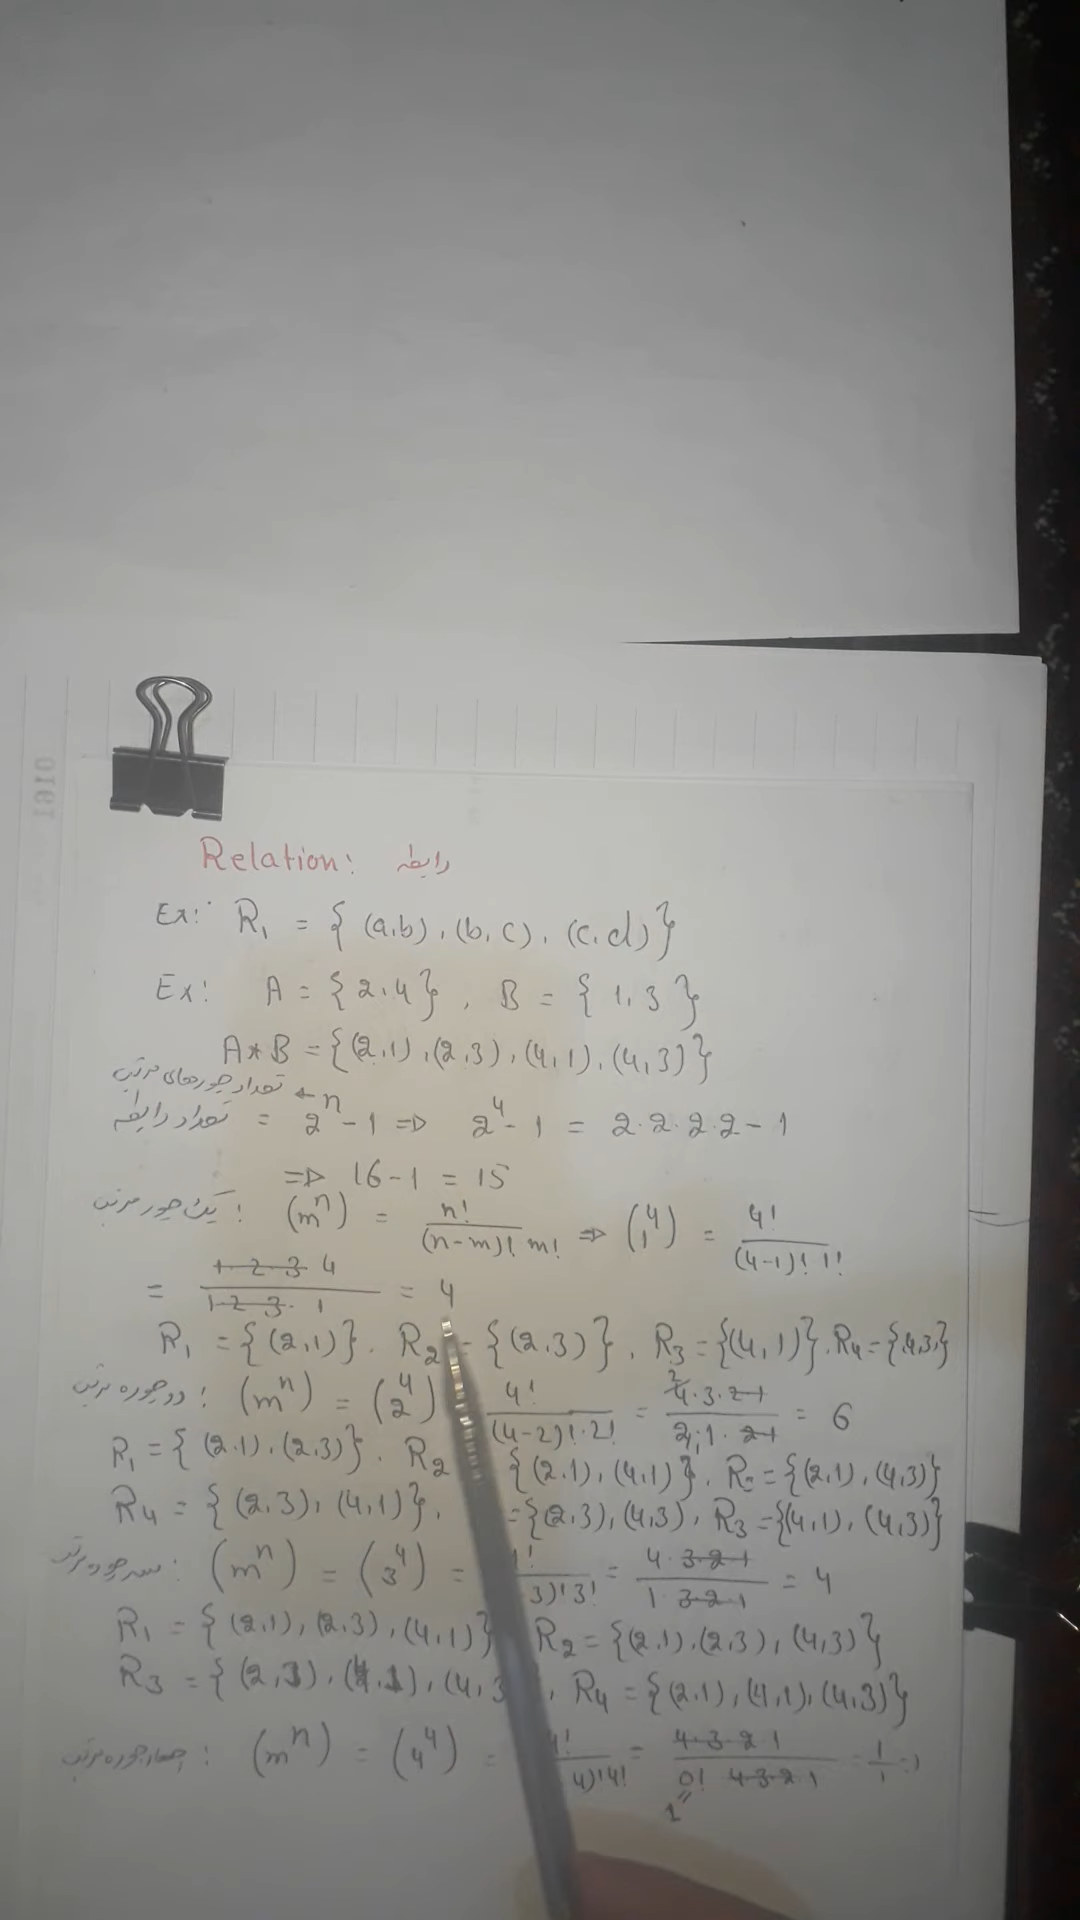 Relation: رابطه
Ex: R₁ = { (a,b), (b,c), (c,d) }
Ex: A = { 2,4 }, B = { 1,3 }
A*B = {(2,1),(2,3),(4,1),(4,3)}
تعداد جوره‌های مرتب ←
تعداد رابطه = 2ⁿ - 1 => 2⁴ - 1 = 2·2·2·2 - 1
=> 16 - 1 = 15
یک جوره مرتب: (mⁿ) = n! / (n-m)! m! => (1⁴) = 4! / (4-1)! 1!
= 1·2·3·4 / 1·2·3·1 = 4
R₁ = {(2,1)}, R₂ = {(2,3)}, R₃ = {(4,1)}, R₄ = {4,3,}
دو جوره مرتب: (mⁿ) = (2⁴) 4! / (4-2)!·2! = 4·3·2·1 / 2·1·2·1 = 6
R₁ = { (2,1), (2,3)}, R₂ {(2,1), (4,1)}, R = {(2,1), (4,3)}
R₄ = { (2,3), (4,1)}, = {(2,3), (4,3), R₃ = {(4,1), (4,3)}
سه جوره مرتب: (mⁿ) = (3⁴) = ! / 3)! 3! = 4·3·2·1 / 1·3·2·1 = 4
R₁ = { (2,1), (2,3), (4,1)} R₂ = {(2,1), (2,3), (4,3)}
R₃ = { (2,3), (4,1), (4,3 , R₄ = {(2,1), (4,1), (4,3)}
چهار جوره مرتب: (mⁿ) = (4⁴) = 4! / 4)! 4! = 4·3·2·1 / 0! 4·3·2·1 = 1/1 = 1
1